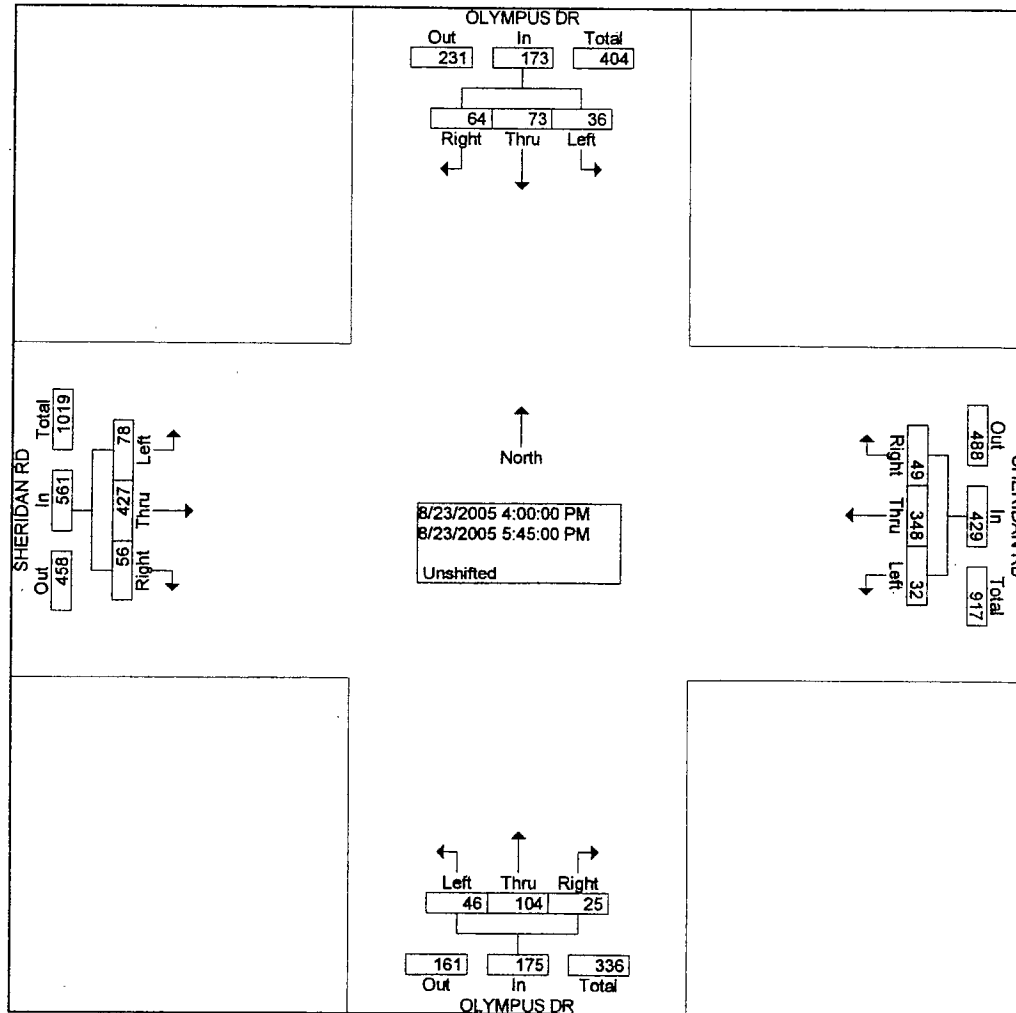 OLYMPUS DR
Out In Total
231 173 404
64 73 36
Right Thru Left
SHERIDAN RD
Total In Out
1019 561 458
78 427 56
Left Thru Right
North
8/23/2005 4:00:00 PM
8/23/2005 5:45:00 PM
Unshifted
Right Thru Left
49 348 32
Out In Total
488 429 917
SHERIDAN RD
Left Thru Right
46 104 25
161 175 336
Out In Total
OLYMPUS DR